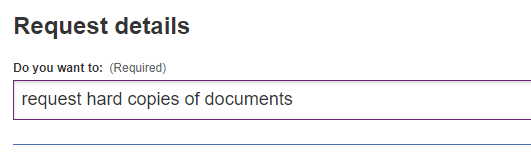 Request details
Do you want to: (Required)
request hard copies of documents